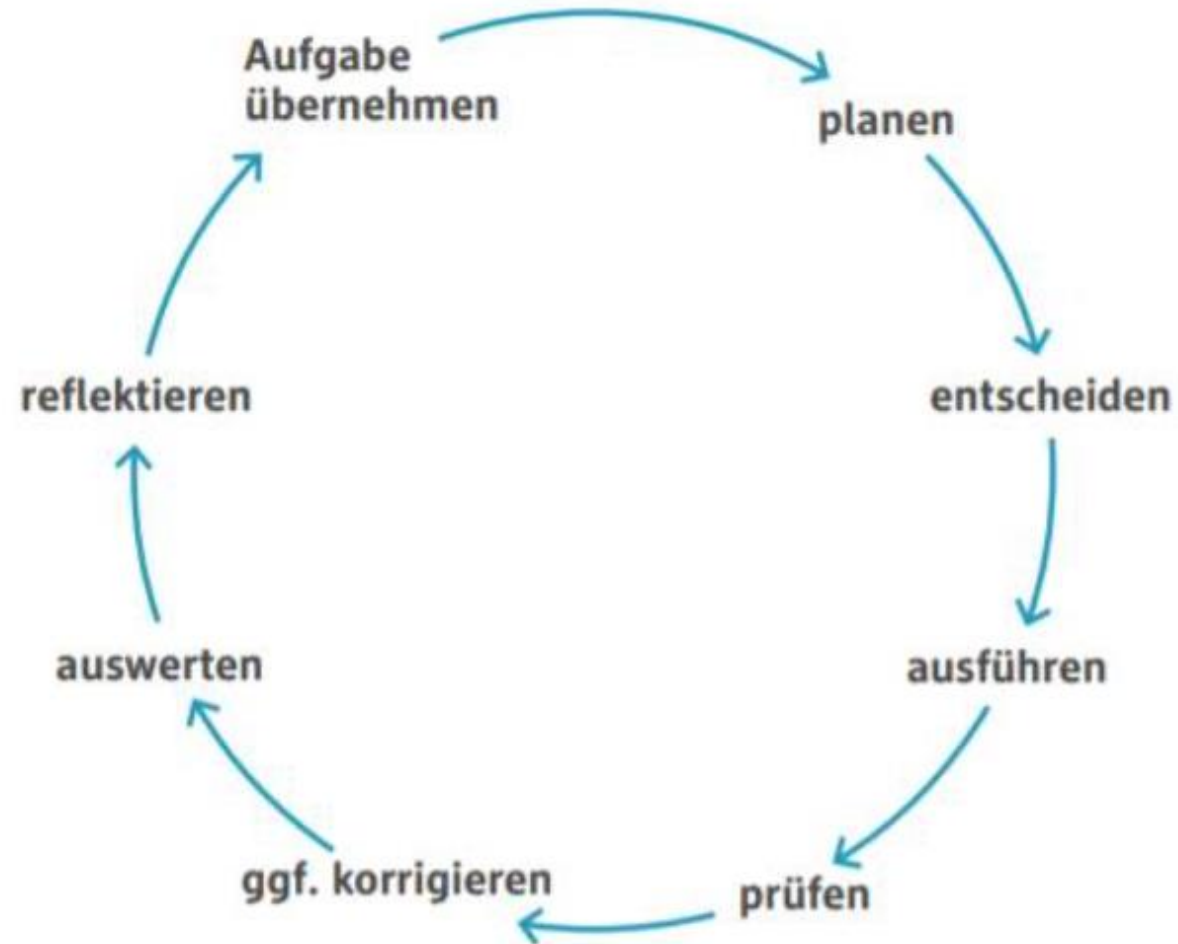 Aufgabe
übernehmen
planen
entscheiden
ausführen
prüfen
ggf. korrigieren
auswerten
reflektieren